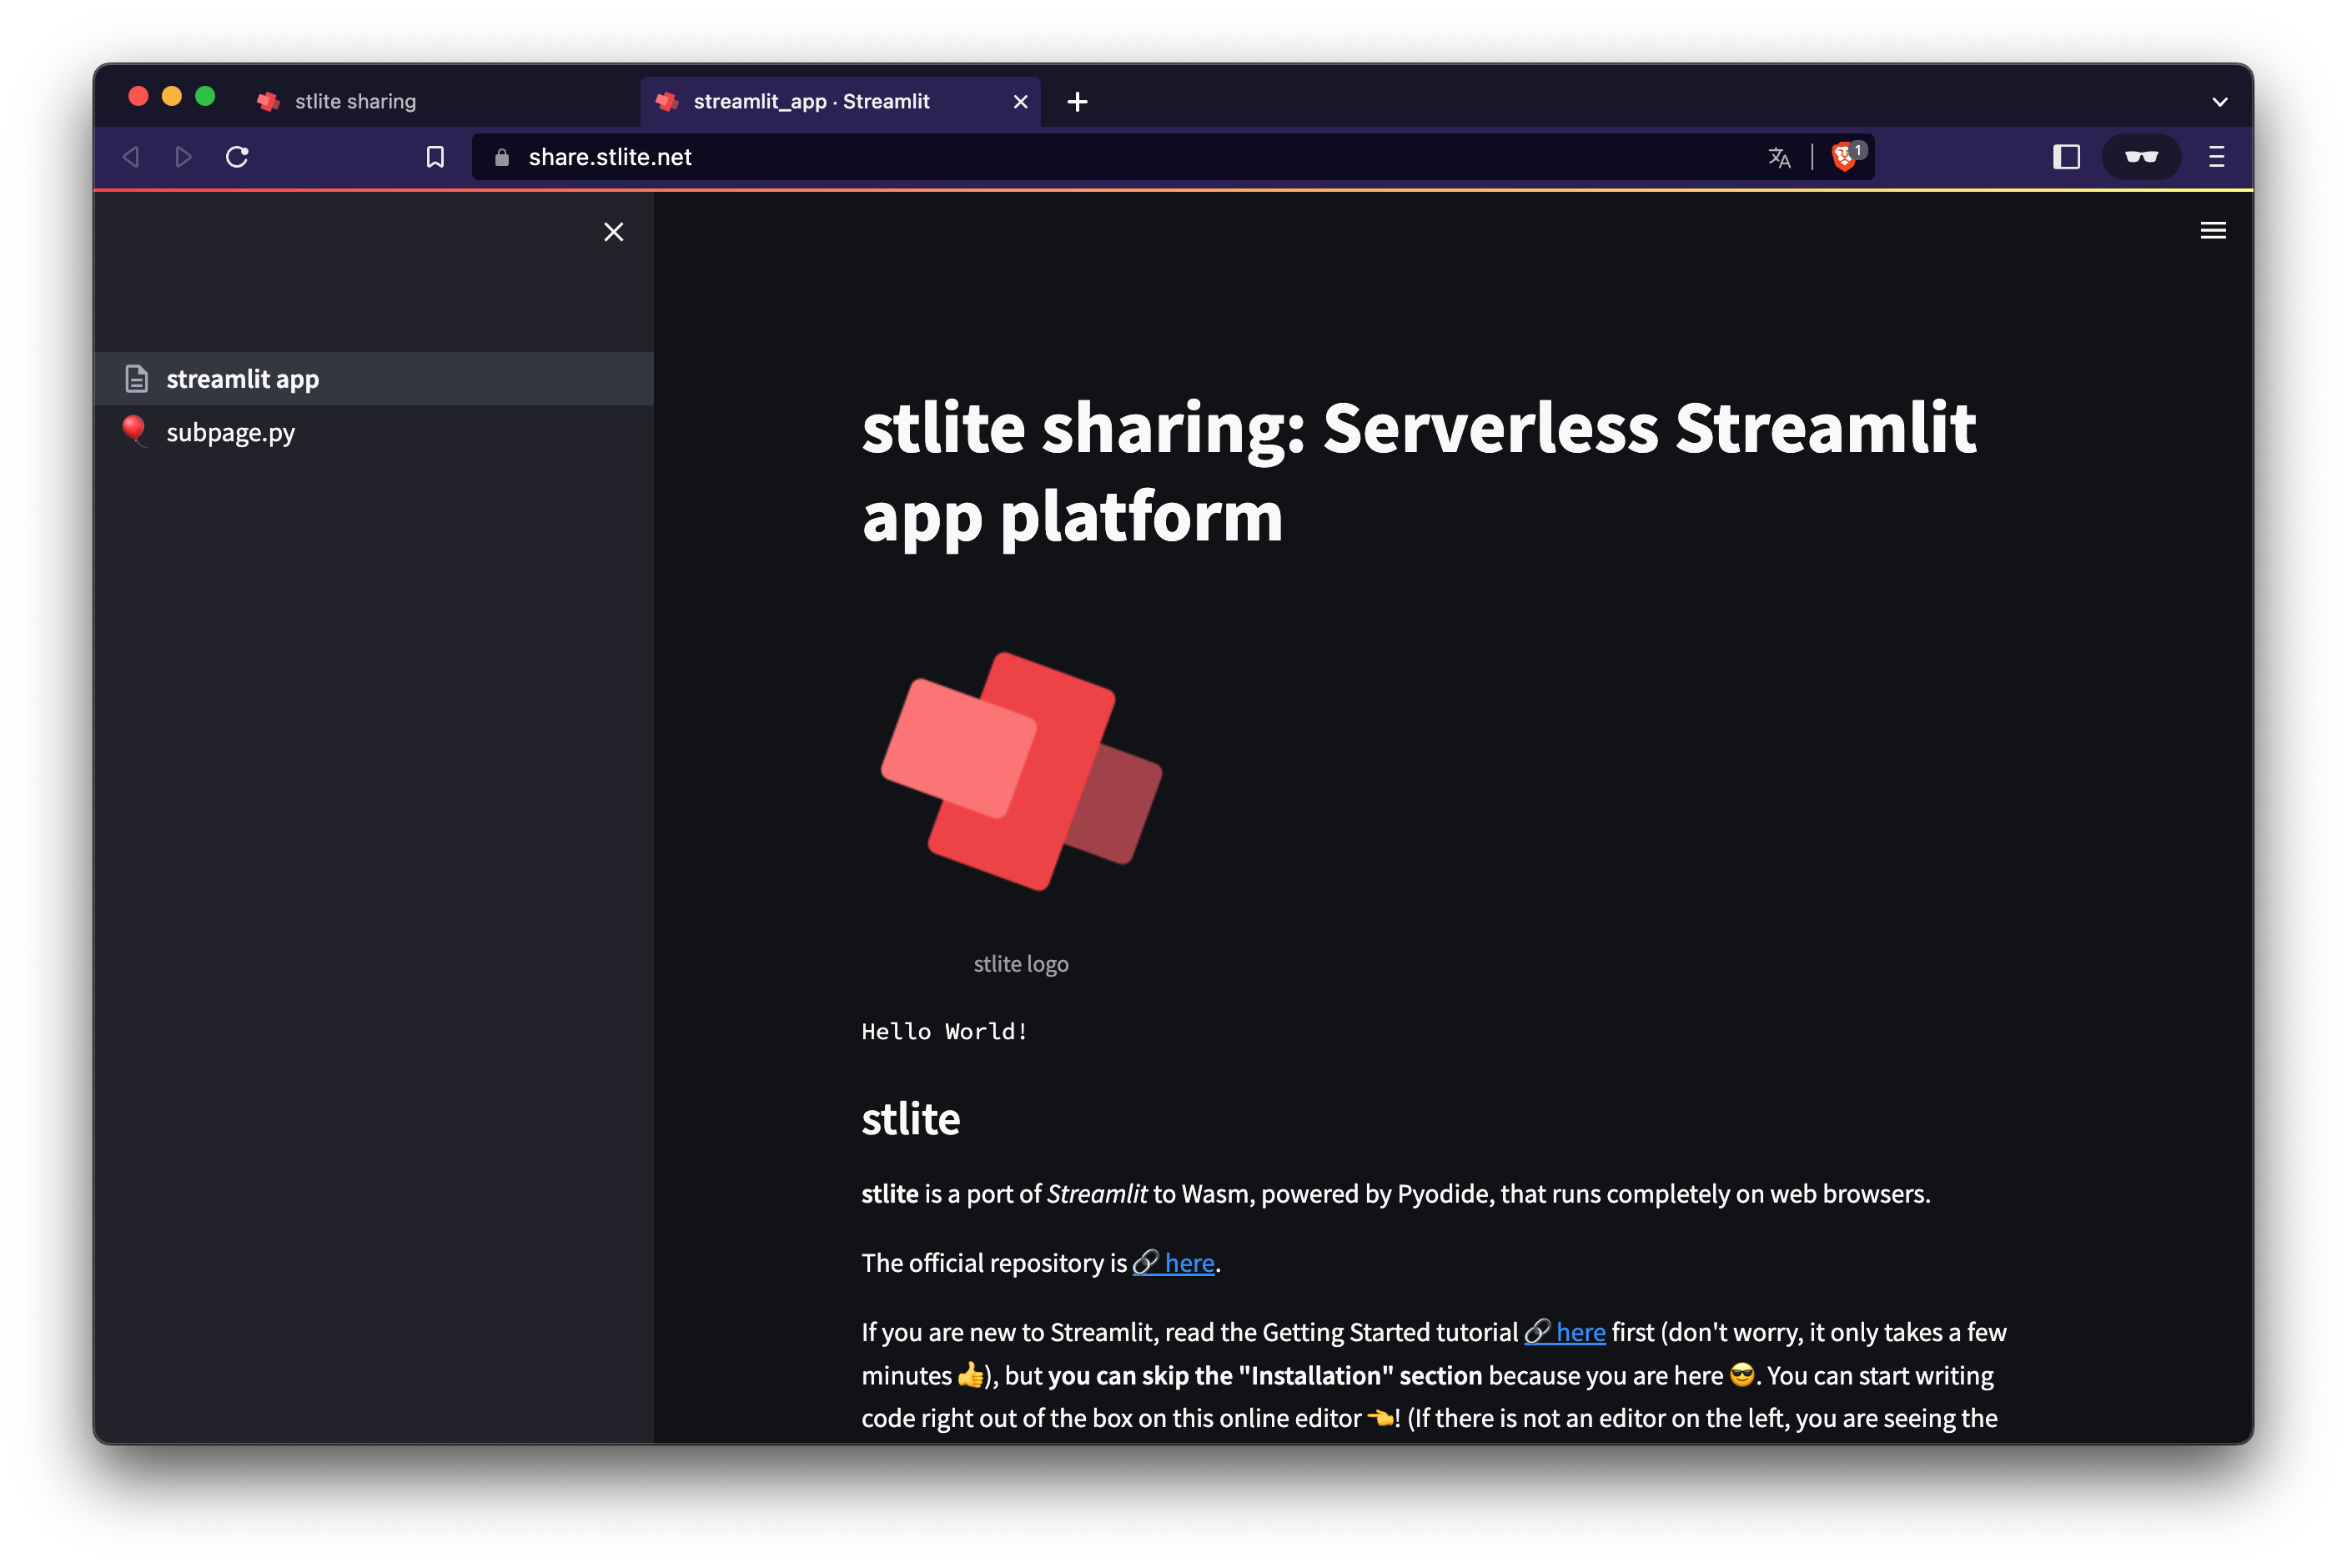 stlite sharing
streamlit_app · Streamlit
share.stlite.net
1
streamlit app
subpage.py
stlite sharing: Serverless Streamlit
app platform
stlite logo
Hello World!
stlite
stlite is a port of Streamlit to Wasm, powered by Pyodide, that runs completely on web browsers.
The official repository is 🔗 here.
If you are new to Streamlit, read the Getting Started tutorial 🔗 here first (don't worry, it only takes a few
minutes 👍), but you can skip the "Installation" section because you are here 😎. You can start writing
code right out of the box on this online editor 👈! (If there is not an editor on the left, you are seeing the